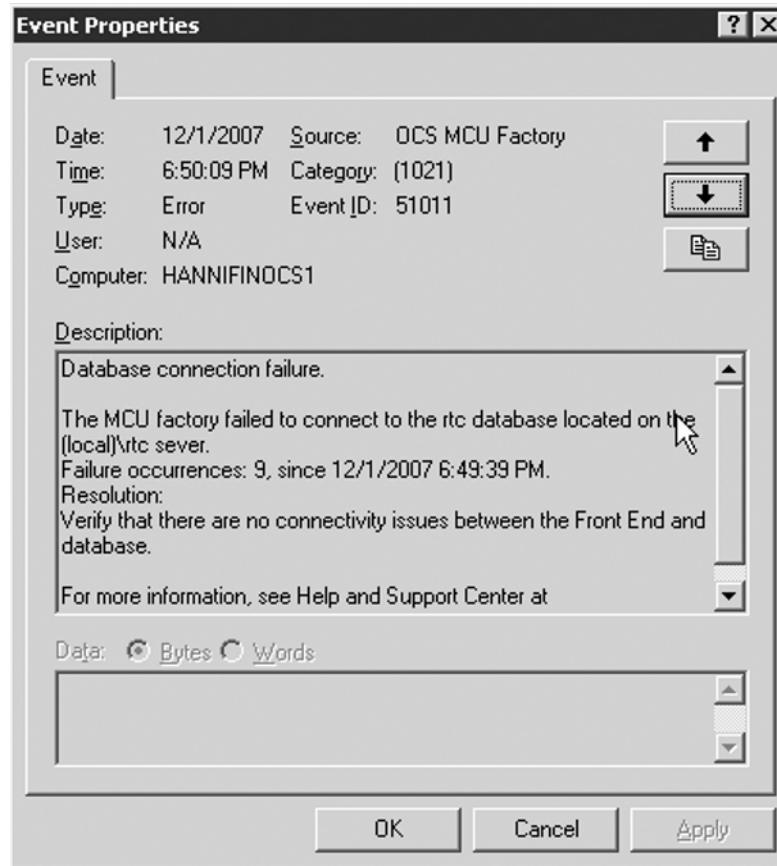 Event Properties
Event
Date: 12/1/2007 Source: OCS MCU Factory
Time: 6:50:09 PM Category: (1021)
Type: Error Event ID: 51011
User: N/A
Computer: HANNIFINOCS1
Description:
Database connection failure.
The MCU factory failed to connect to the rtc database located on the
(local)\rtc sever.
Failure occurrences: 9, since 12/1/2007 6:49:39 PM.
Resolution:
Verify that there are no connectivity issues between the Front End and
database.
For more information, see Help and Support Center at
Data: Bytes Words
OK Cancel Apply